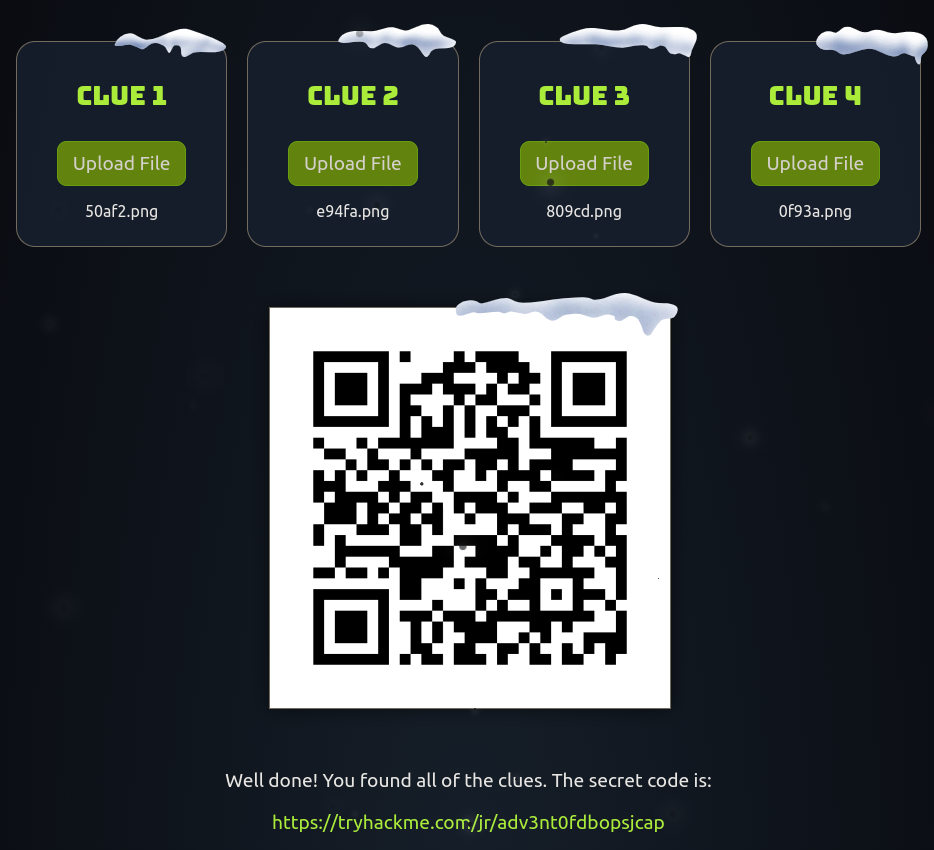 CLUE 1
CLUE 2
CLUE 3
CLUE 4
Upload File
Upload File
Upload File
Upload File
50af2.png
e94fa.png
809cd.png
0f93a.png
Well done! You found all of the clues. The secret code is:
https://tryhackme.com/jr/adv3nt0fdbopsjcap